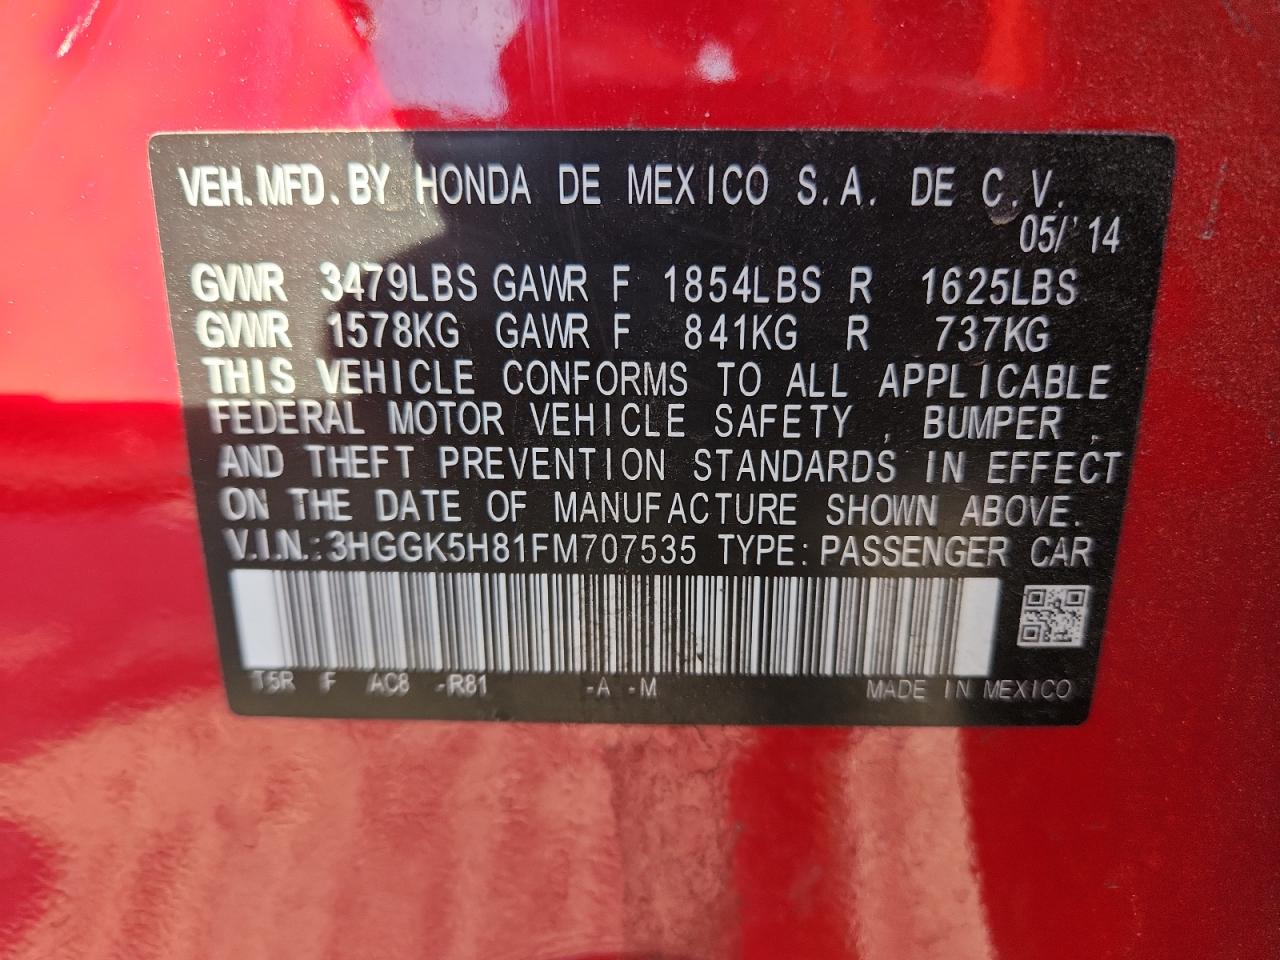 VEH.MFD.BY HONDA DE MEXICO S.A. DE C.V.
05/ 14
GVWR 3479LBS GAWR F 1854LBS R 1625LBS
GVWR 1578KG GAWR F 841KG R 737KG
THIS VEHICLE CONFORMS TO ALL APPLICABLE
FEDERAL MOTOR VEHICLE SAFETY , BUMPER ,
AND THEFT PREVENTION STANDARDS IN EFFECT
ON THE DATE OF MANUFACTURE SHOWN ABOVE.
V.I.N.:3HGGK5H81FM707535 TYPE:PASSENGER CAR
T5R F AC8 -R81 -A -M MADE IN MEXICO